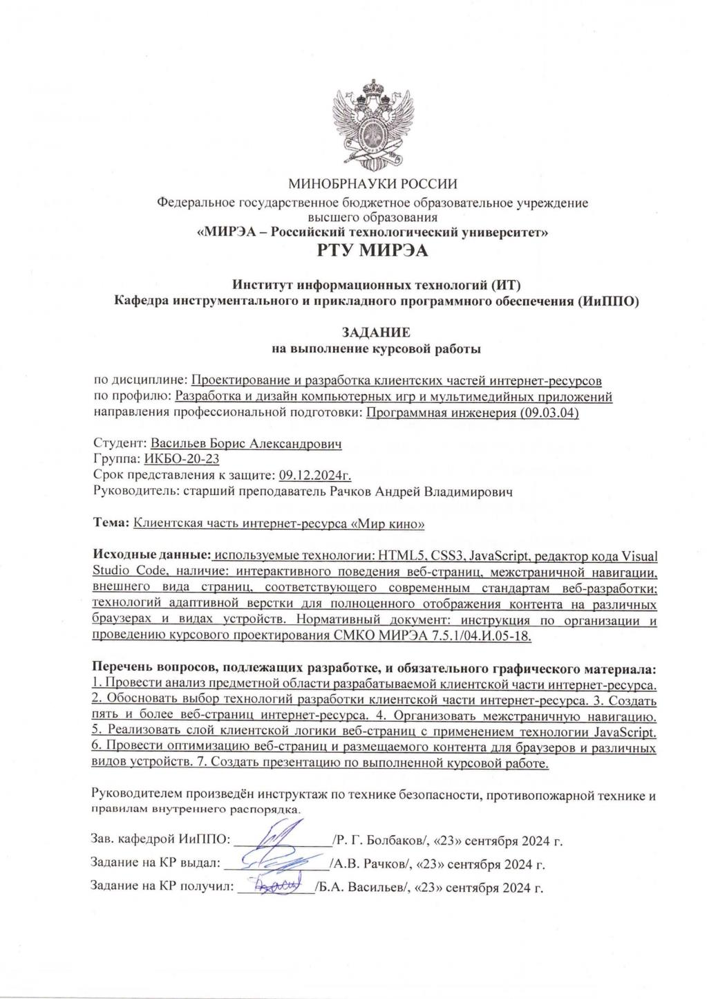 МИНОБРНАУКИ РОССИИ
Федеральное государственное бюджетное образовательное учреждение
высшего образования
«МИРЭА – Российский технологический университет»
РТУ МИРЭА
Институт информационных технологий (ИТ)
Кафедра инструментального и прикладного программного обеспечения (ИиППО)
ЗАДАНИЕ
на выполнение курсовой работы
по дисциплине: Проектирование и разработка клиентских частей интернет-ресурсов
по профилю: Разработка и дизайн компьютерных игр и мультимедийных приложений
направления профессиональной подготовки: Программная инженерия (09.03.04)
Студент: Васильев Борис Александрович
Группа: ИКБО-20-23
Срок представления к защите: 09.12.2024г.
Руководитель: старший преподаватель Рачков Андрей Владимирович
Тема: Клиентская часть интернет-ресурса «Мир кино»
Исходные данные: используемые технологии: HTML5, CSS3, JavaScript, редактор кода Visual
Studio Code, наличие: интерактивного поведения веб-страниц, межстраничной навигации,
внешнего вида страниц, соответствующего современным стандартам веб-разработки;
технологий адаптивной верстки для полноценного отображения контента на различных
браузерах и видах устройств. Нормативный документ: инструкция по организации и
проведению курсового проектирования СМКО МИРЭА 7.5.1/04.И.05-18.
Перечень вопросов, подлежащих разработке, и обязательного графического материала:
1. Провести анализ предметной области разрабатываемой клиентской части интернет-ресурса.
2. Обосновать выбор технологий разработки клиентской части интернет-ресурса. 3. Создать
пять и более веб-страниц интернет-ресурса. 4. Организовать межстраничную навигацию.
5. Реализовать слой клиентской логики веб-страниц с применением технологии JavaScript.
6. Провести оптимизацию веб-страниц и размещаемого контента для браузеров и различных
видов устройств. 7. Создать презентацию по выполненной курсовой работе.
Руководителем произведён инструктаж по технике безопасности, противопожарной технике и
правилам внутреннего распорядка.
Зав. кафедрой ИиППО: /Р. Г. Болбаков/, «23» сентября 2024 г.
Задание на КР выдал: /А.В. Рачков/, «23» сентября 2024 г.
Задание на КР получил: /Б.А. Васильев/, «23» сентября 2024 г.